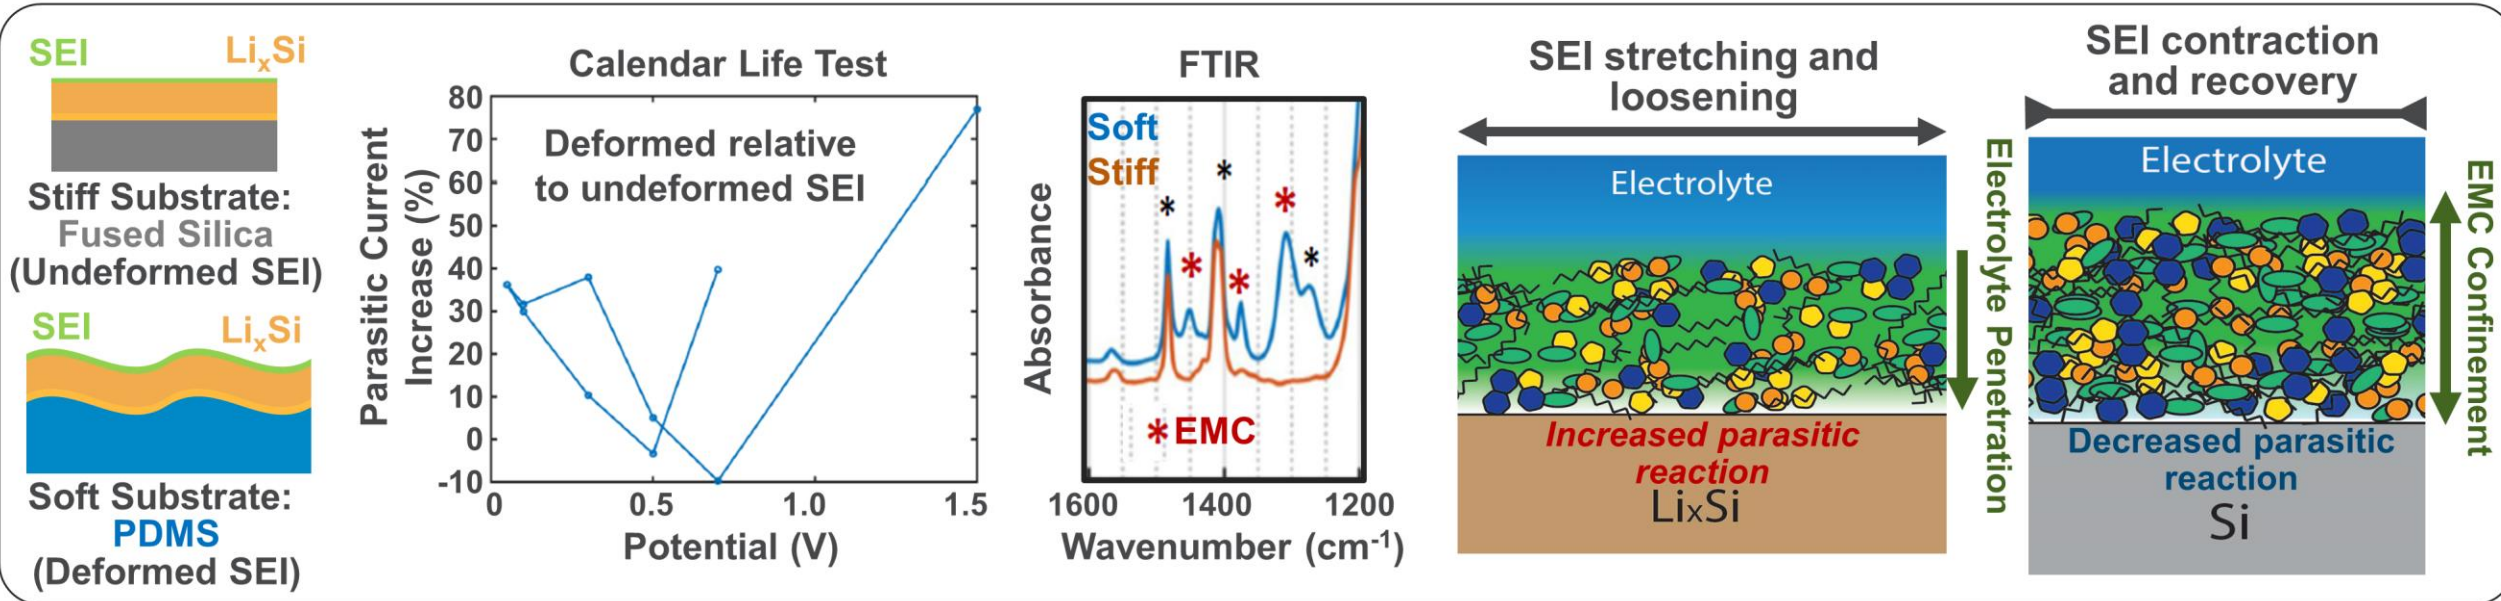 SEI
LiₓSi
Stiff Substrate:
Fused Silica
(Undeformed SEI)
SEI
LiₓSi
Soft Substrate:
PDMS
(Deformed SEI)
Calendar Life Test
Deformed relative
to undeformed SEI
Parasitic Current
Increase (%)
80
70
60
50
40
30
20
10
0
-10
0
0.5
1.0
1.5
Potential (V)
FTIR
Soft
Stiff
*
*
*
*
*
*
*EMC
Absorbance
1600
1400
1200
Wavenumber (cm⁻¹)
SEI stretching and
loosening
Electrolyte
Electrolyte Penetration
Increased parasitic
reaction
LiₓSi
SEI contraction
and recovery
Electrolyte
EMC Confinement
Decreased parasitic
reaction
Si